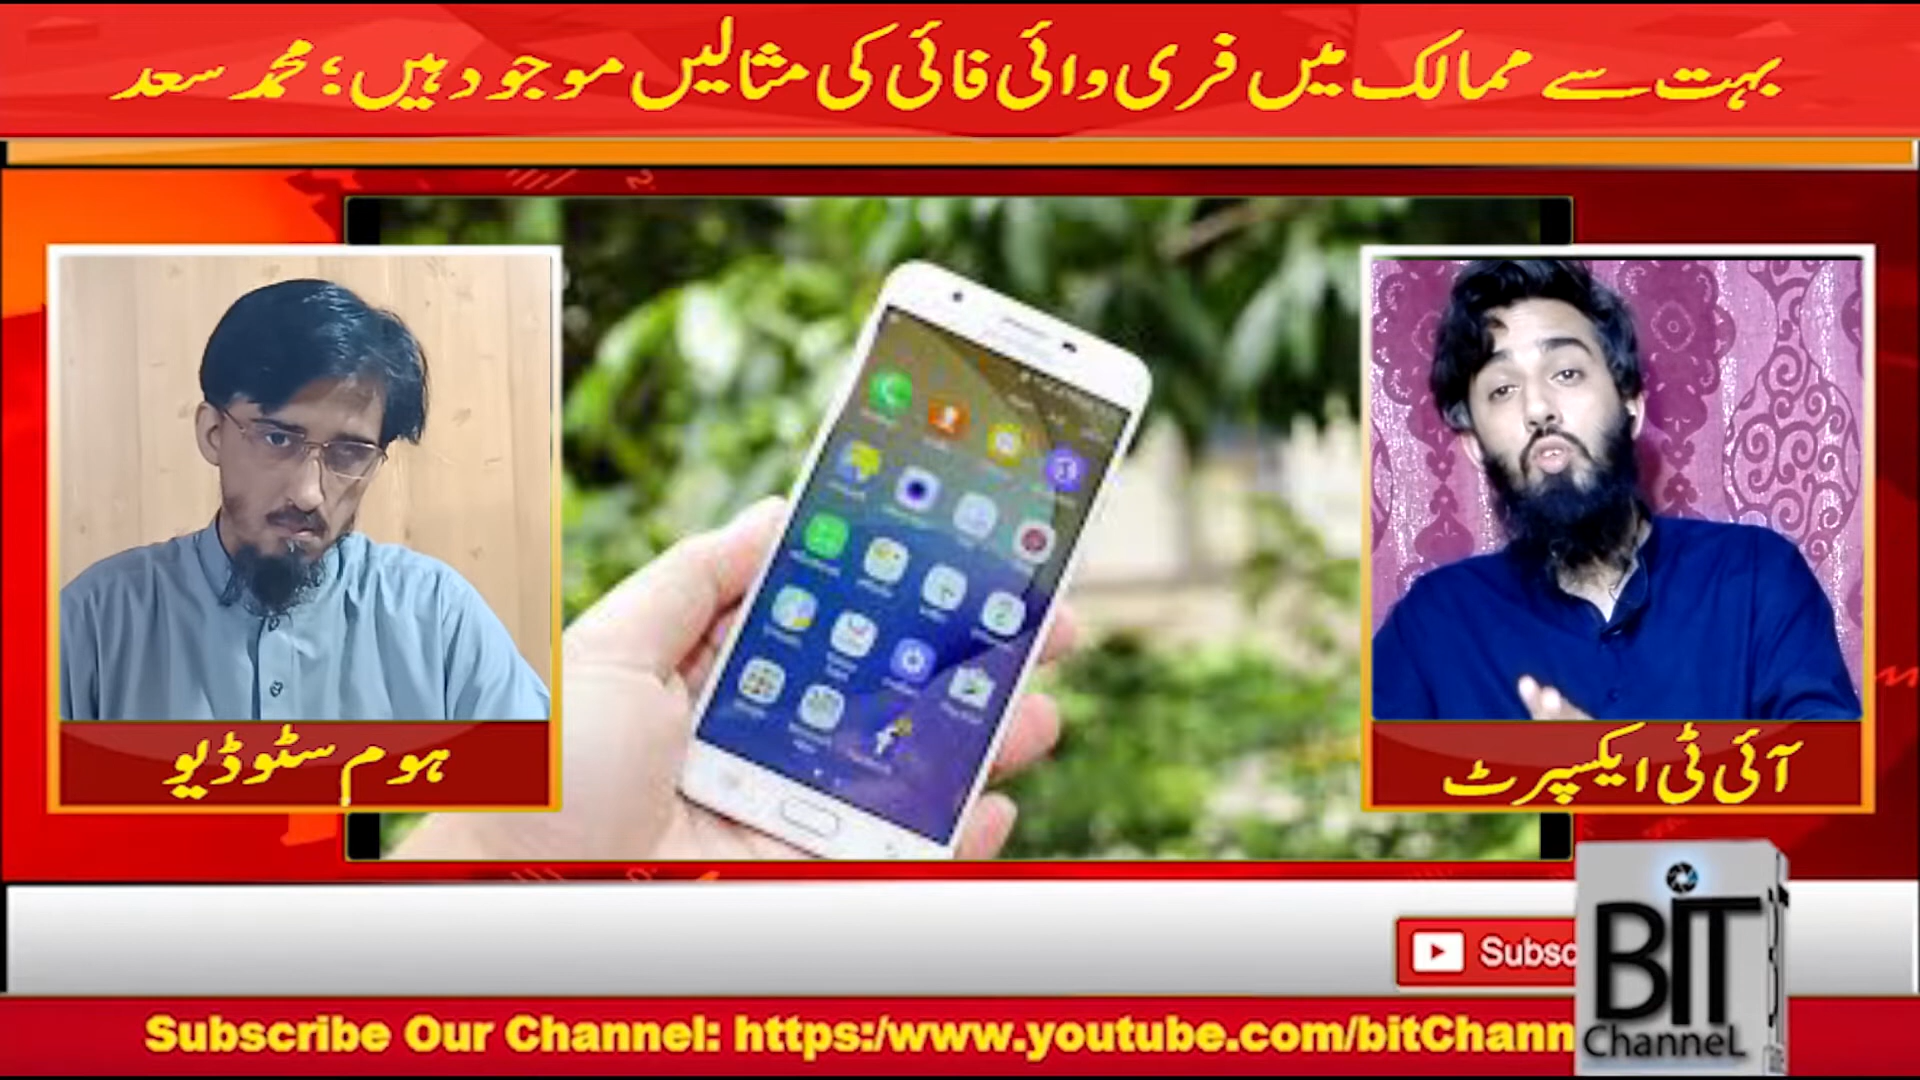 بہت سے ممالک میں فری وائی فائی کی مثالیں موجود ہیں؛ محمد سعد
ہوم سٹوڈیو
آئی ٹی ایکسپرٹ
Subsc
BIT
ChanneL
Subscribe Our Channel: https:/www.youtube.com/bitChann